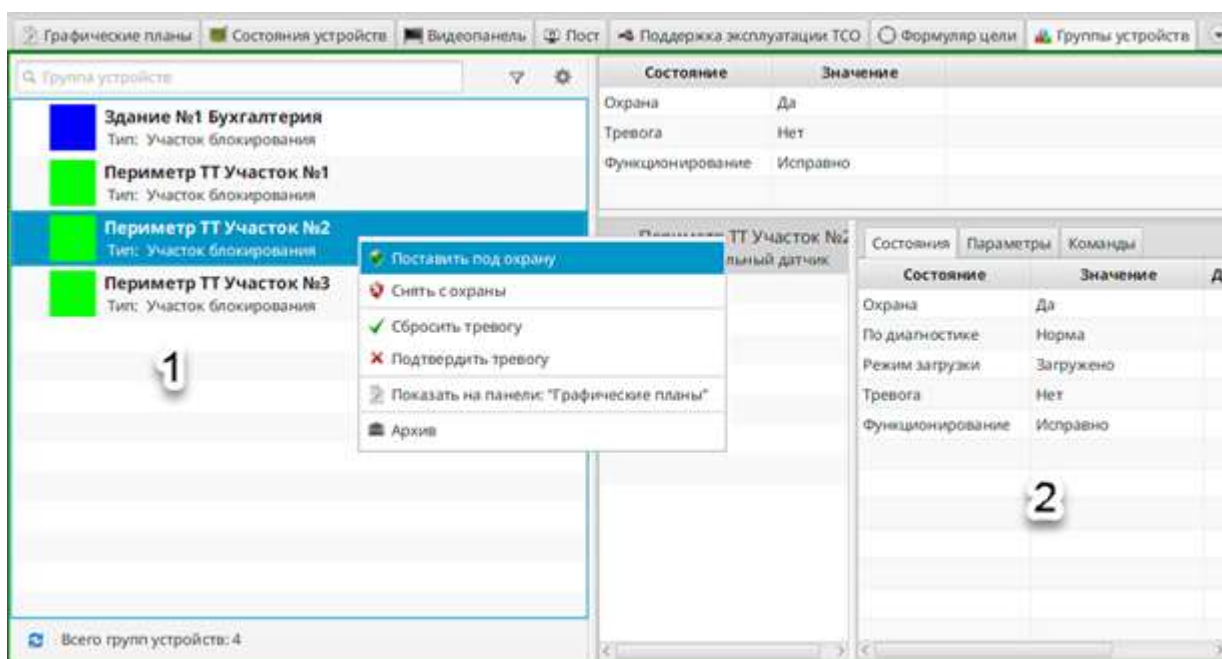 Графические планы Состояния устройств Видеопанель Пост Поддержка эксплуатации ТСО Формуляр цели Группы устройств
Группа устройств
Здание №1 Бухгалтерия
Тип: Участок блокирования
Периметр ТТ Участок №1
Тип: Участок блокирования
Периметр ТТ Участок №2
Тип: Участок блокирования
Периметр ТТ Участок №3
Тип: Участок блокирования
1
Поставить под охрану
Снять с охраны
Сбросить тревогу
Подтвердить тревогу
Показать на панели: "Графические планы"
Архив
Всего групп устройств: 4
Состояние Значение
Охрана Да
Тревога Нет
Функционирование Исправно
ТТ Участок №2
датчик
Состояния Параметры Команды
Состояние Значение
Охрана Да
По диагностике Норма
Режим загрузки Загружено
Тревога Нет
Функционирование Исправно
2